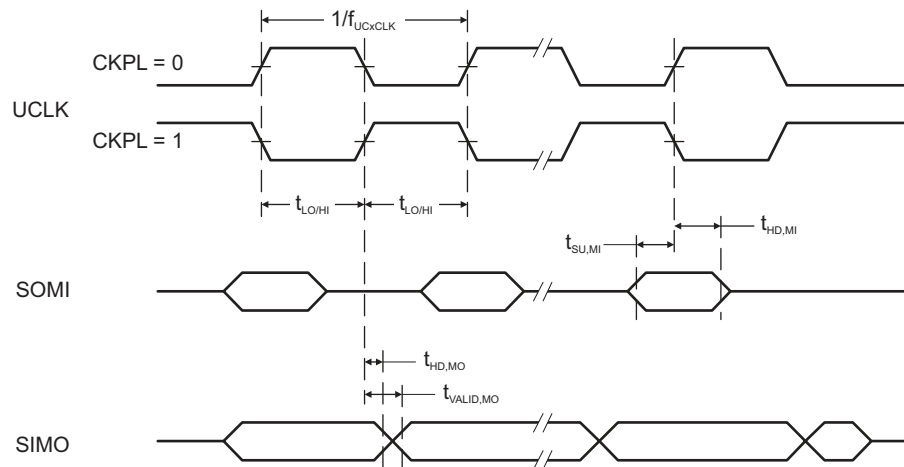 1/fUCxCLK
CKPL = 0
UCLK
CKPL = 1
tLO/HI tLO/HI
tSU,MI tHD,MI
SOMI
tHD,MO
tVALID,MO
SIMO